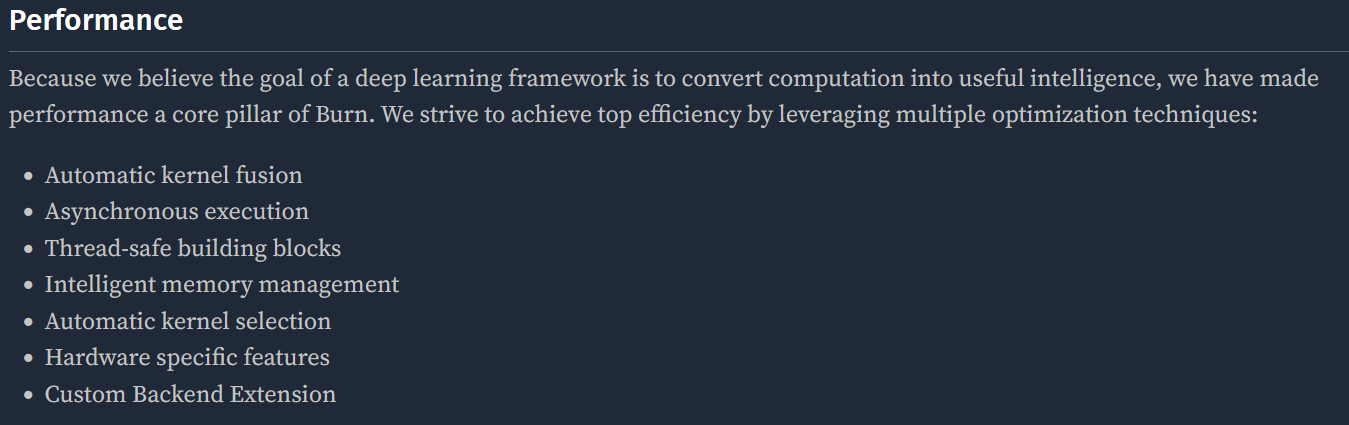 Performance
Because we believe the goal of a deep learning framework is to convert computation into useful intelligence, we have made
performance a core pillar of Burn. We strive to achieve top efficiency by leveraging multiple optimization techniques:
• Automatic kernel fusion
• Asynchronous execution
• Thread-safe building blocks
• Intelligent memory management
• Automatic kernel selection
• Hardware specific features
• Custom Backend Extension